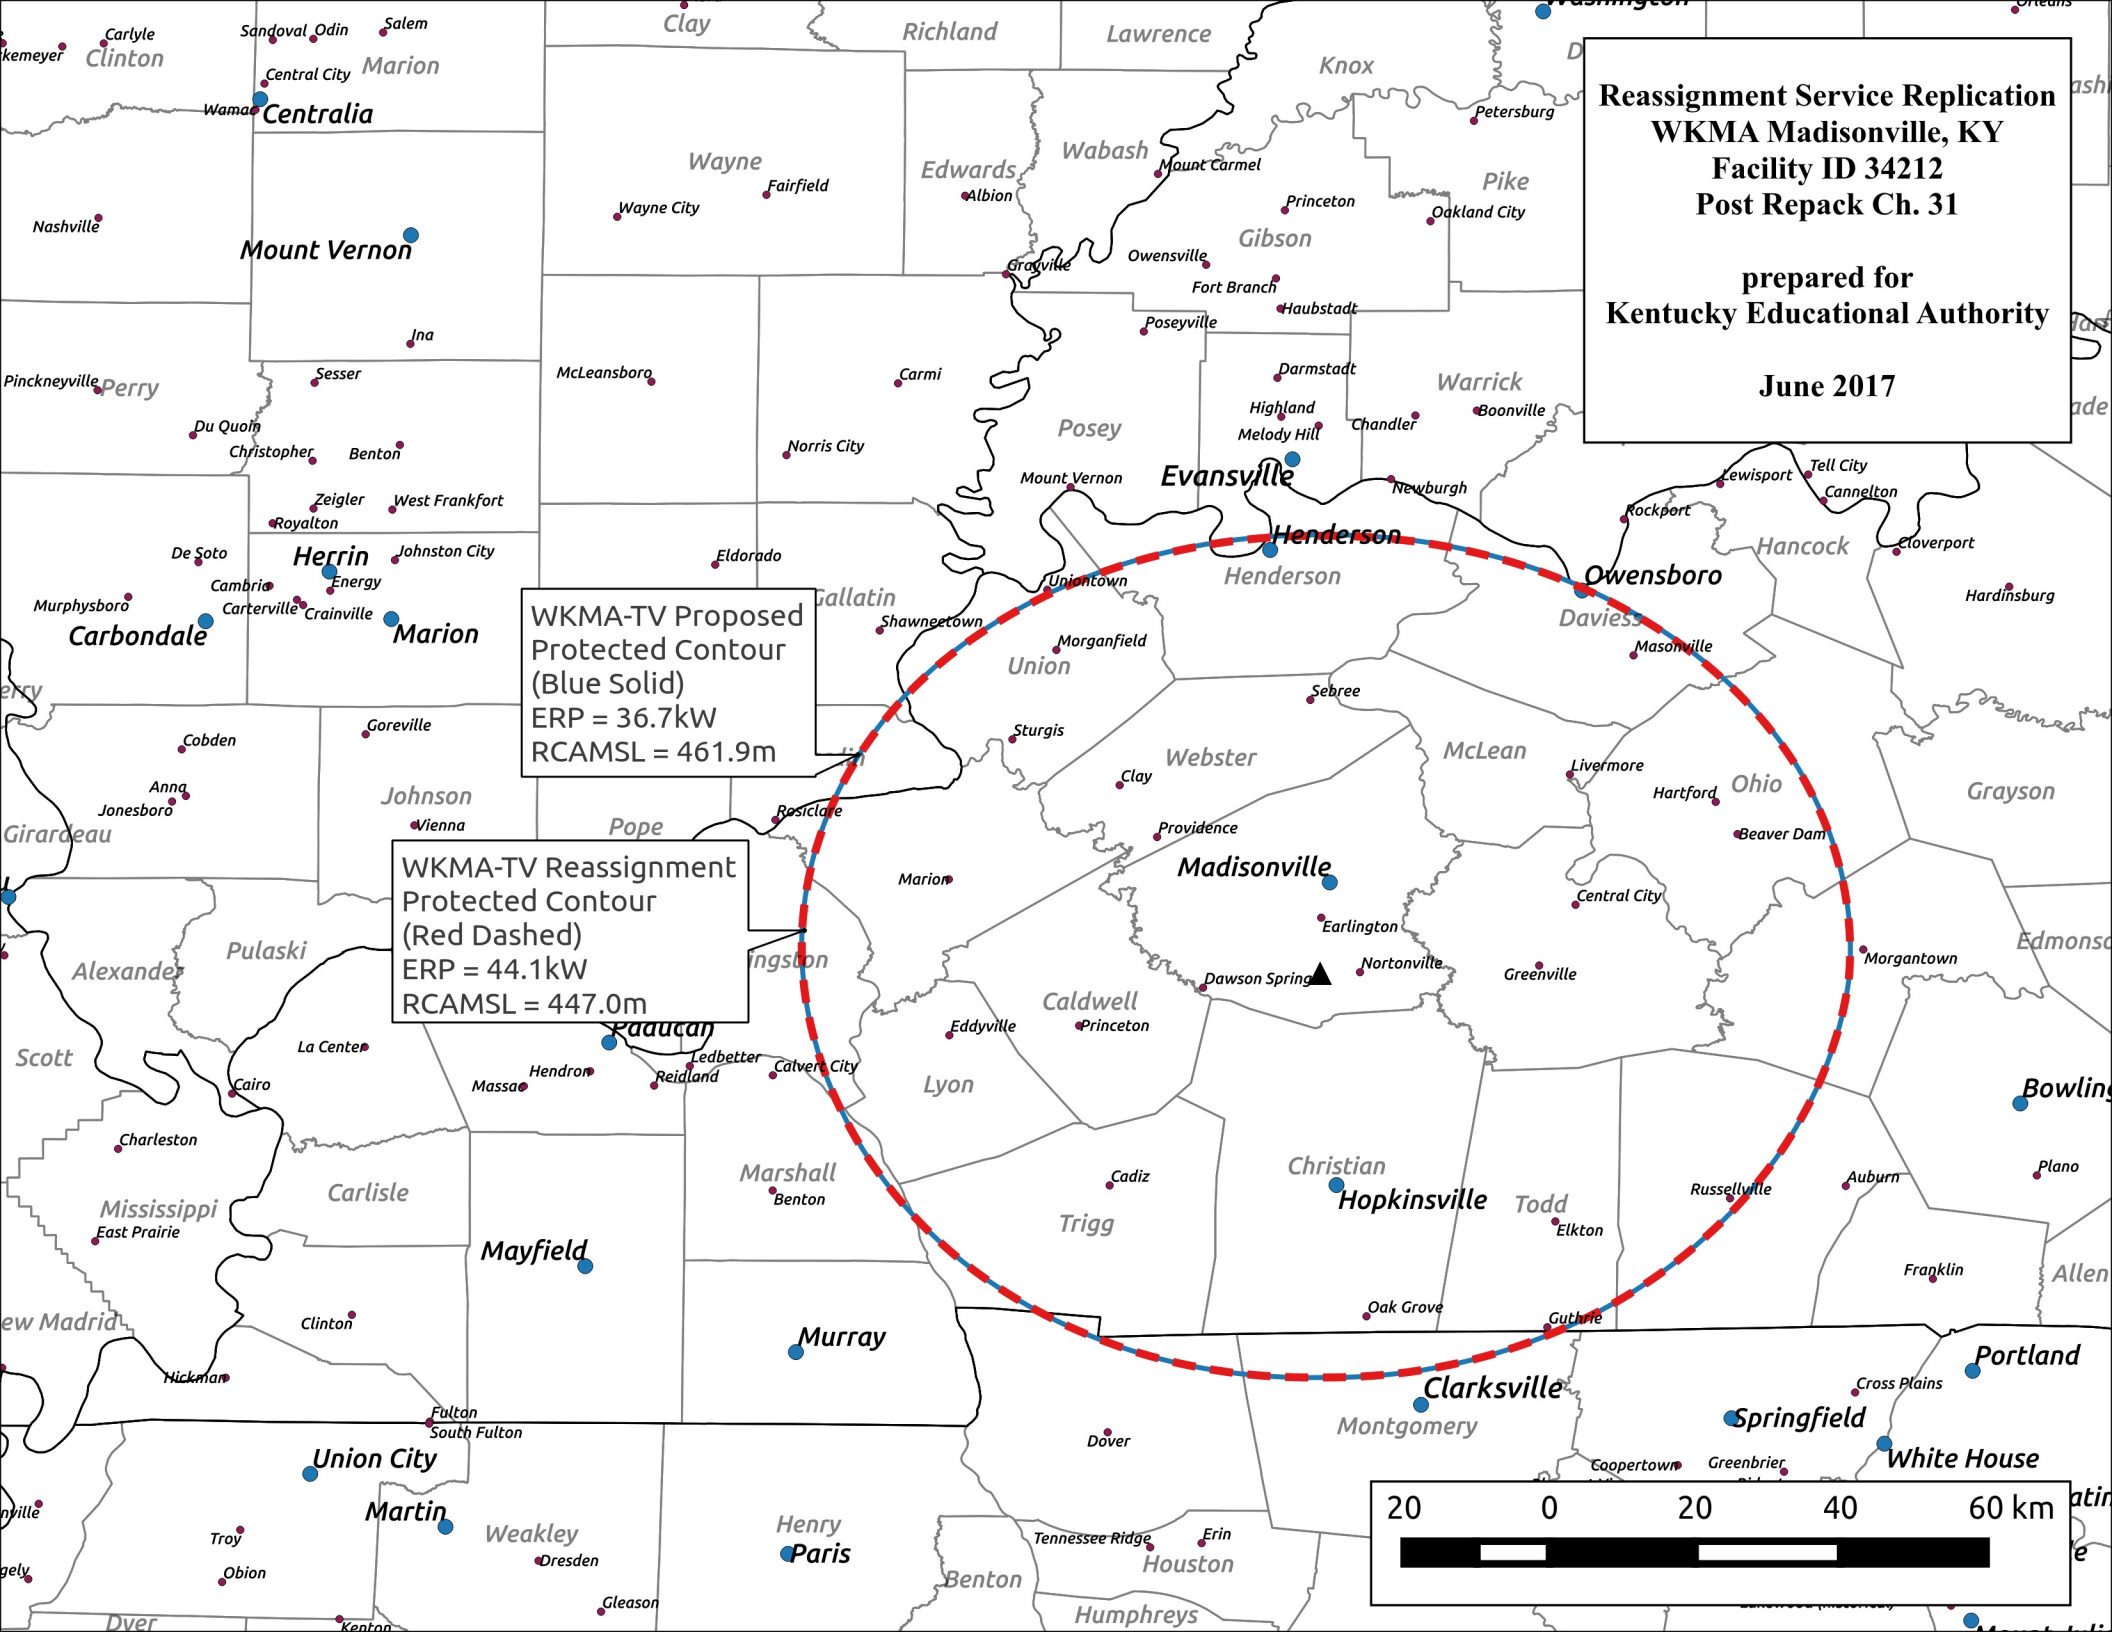 Washington
Orleans
Carlyle
Clinton
Sandoval
Odin
Salem
Marion
Central City
Wamac
Centralia
Clay
Richland
Lawrence
Knox
Petersburg
Reassignment Service Replication
WKMA Madisonville, KY
Facility ID 34212
Post Repack Ch. 31
prepared for
Kentucky Educational Authority
June 2017
Wayne
Fairfield
Wayne City
Edwards
Albion
Wabash
Mount Carmel
Pike
Princeton
Oakland City
Gibson
Nashville
Mount Vernon
Owensville
Grayville
Fort Branch
Haubstadt
Poseyville
Ina
Pinckneyville
Perry
Sesser
McLeansboro
Carmi
Darmstadt
Warrick
Highland
Boonville
Melody Hill
Chandler
Du Quoin
Christopher
Benton
Norris City
Posey
Evansville
Mount Vernon
Newburgh
Lewisport
Tell City
Cannelton
Rockport
Zeigler
West Frankfort
Royalton
De Soto
Herrin
Johnston City
Eldorado
Henderson
Henderson
Hancock
Cloverport
Cambria
Energy
Carterville
Crainville
Murphysboro
Carbondale
Marion
Uniontown
Owensboro
Hardinsburg
Gallatin
Shawneetown
Daviess
Masonville
WKMA-TV Proposed
Protected Contour
(Blue Solid)
ERP = 36.7kW
RCAMSL = 461.9m
Morganfield
Union
Sebree
Sturgis
Webster
McLean
Clay
Livermore
Hartford
Ohio
Beaver Dam
Grayson
Goreville
Cobden
Anna
Jonesboro
Johnson
Vienna
Girardeau
Pope
Rosiclare
Providence
Madisonville
Marion
Earlington
Central City
WKMA-TV Reassignment
Protected Contour
(Red Dashed)
ERP = 44.1kW
RCAMSL = 447.0m
Pulaski
Alexander
ingston
Nortonville
Greenville
Morgantown
Edmonso
Dawson Spring
Caldwell
Princeton
Eddyville
Lyon
Paducah
Scott
La Center
Ledbetter
Hendron
Reidland
Calvert City
Massac
Cairo
Bowling
Charleston
Mississippi
East Prairie
Carlisle
Marshall
Benton
Cadiz
Trigg
Christian
Hopkinsville
Todd
Elkton
Russellville
Auburn
Plano
Mayfield
Franklin
Allen
ew Madrid
Clinton
Murray
Oak Grove
Guthrie
Hickman
Portland
Clarksville
Montgomery
Cross Plains
Springfield
White House
Fulton
South Fulton
Dover
Coopertown
Greenbrier
Union City
Martin
Weakley
Henry
Paris
Dresden
Troy
Obion
Gleason
Kenton
Dyer
Benton
Tennessee Ridge
Erin
Houston
Humphreys
20 0 20 40 60 km